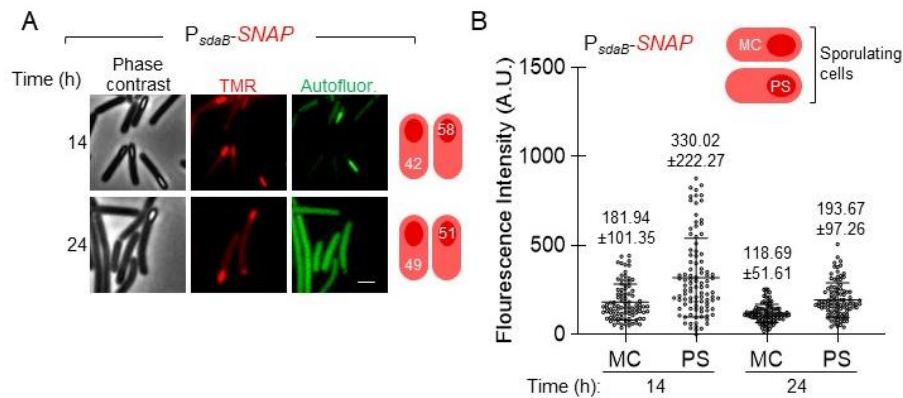 A
P_sdaB-SNAP
Time (h)
Phase contrast
TMR
Autofluor.
14
58
42
24
51
49
B
P_sdaB-SNAP
MC
PS
Sporulating cells
Flourescence Intensity (A.U.)
1500
1000
500
0
181.94 ±101.35
330.02 ±222.27
118.69 ±51.61
193.67 ±97.26
MC PS MC PS
Time (h): 14 24